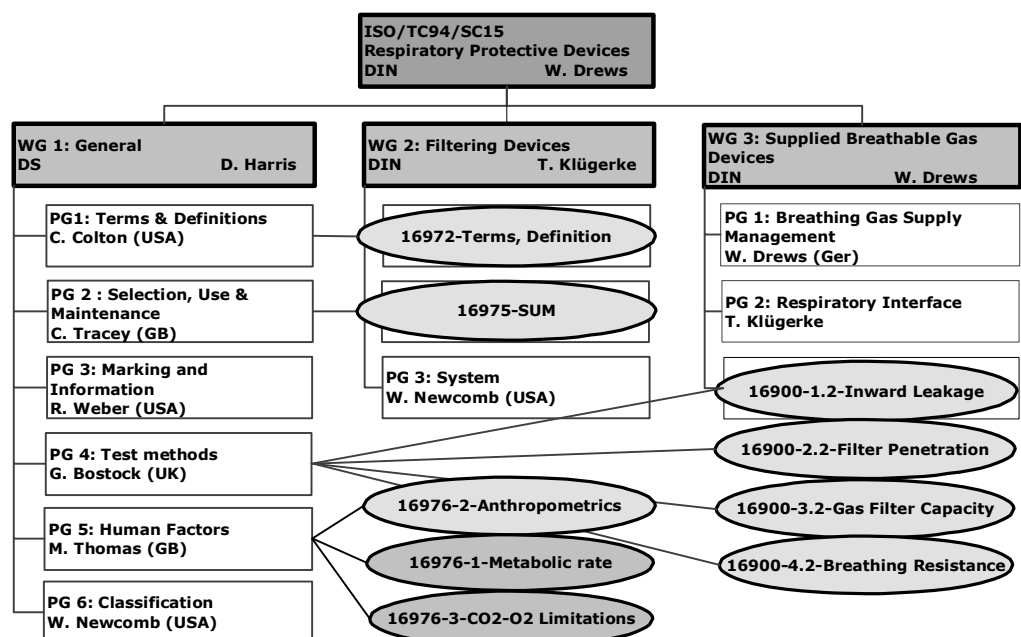 ISO/TC94/SC15
Respiratory Protective Devices
DIN W. Drews
WG 1: General
DS D. Harris
PG1: Terms & Definitions
C. Colton (USA)
PG 2 : Selection, Use &
Maintenance
C. Tracey (GB)
PG 3: Marking and
Information
R. Weber (USA)
PG 4: Test methods
G. Bostock (UK)
PG 5: Human Factors
M. Thomas (GB)
PG 6: Classification
W. Newcomb (USA)
WG 2: Filtering Devices
DIN T. Klügerke
16972-Terms, Definition
16975-SUM
PG 3: System
W. Newcomb (USA)
16976-2-Anthropometrics
16976-1-Metabolic rate
16976-3-CO2-O2 Limitations
WG 3: Supplied Breathable Gas
Devices
DIN W. Drews
PG 1: Breathing Gas Supply
Management
W. Drews (Ger)
PG 2: Respiratory Interface
T. Klügerke
16900-1.2-Inward Leakage
16900-2.2-Filter Penetration
16900-3.2-Gas Filter Capacity
16900-4.2-Breathing Resistance